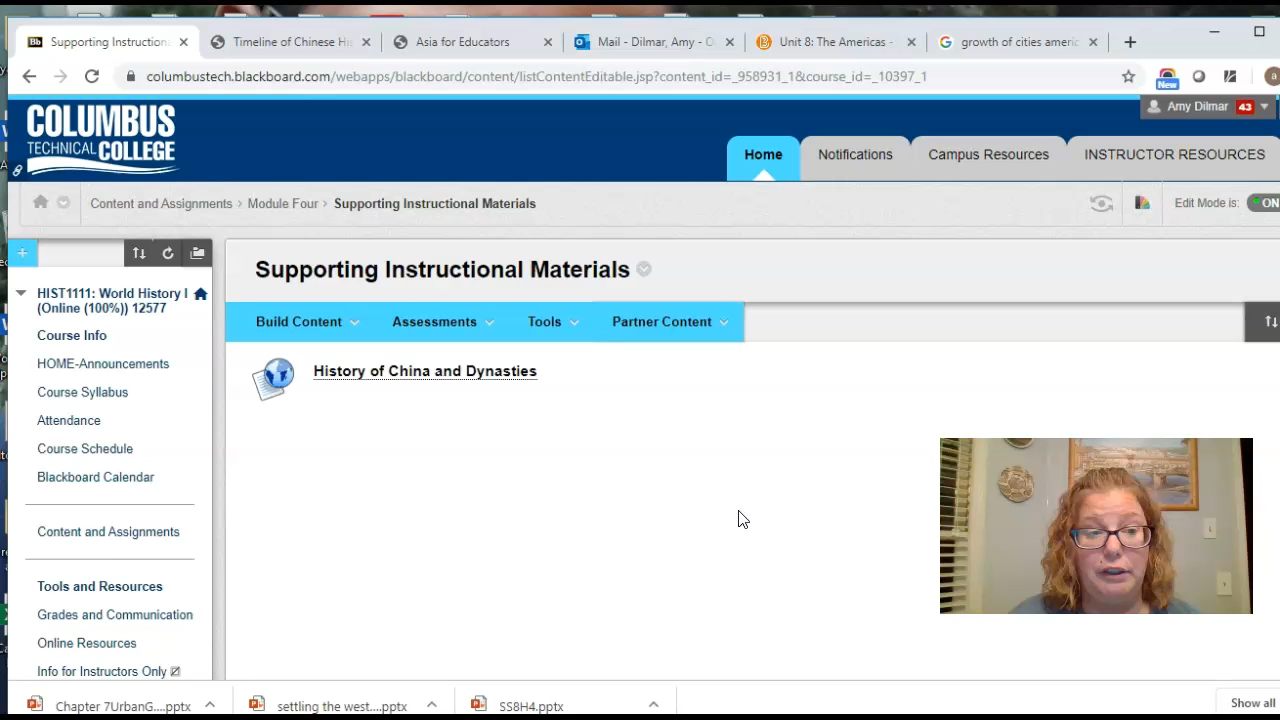 Supporting Instruction
Timeline of Chinese Hi
Asia for Educators
Mail - Dilmar, Amy - O
Unit 8: The Americas -
growth of cities americ
columbustech.blackboard.com/webapps/blackboard/content/listContentEditable.jsp?content_id=_958931_1&course_id=_10397_1
New
a
Amy Dilmar 43
COLUMBUS
TECHNICAL COLLEGE
Home
Notifications
Campus Resources
INSTRUCTOR RESOURCES
Content and Assignments > Module Four > Supporting Instructional Materials
Edit Mode is: ON
Supporting Instructional Materials
Build Content
Assessments
Tools
Partner Content
History of China and Dynasties
HIST1111: World History I
(Online (100%)) 12577
Course Info
HOME-Announcements
Course Syllabus
Attendance
Course Schedule
Blackboard Calendar
Content and Assignments
Tools and Resources
Grades and Communication
Online Resources
Info for Instructors Only
Chapter 7UrbanG....pptx
settling the west....pptx
SS8H4.pptx
Show all